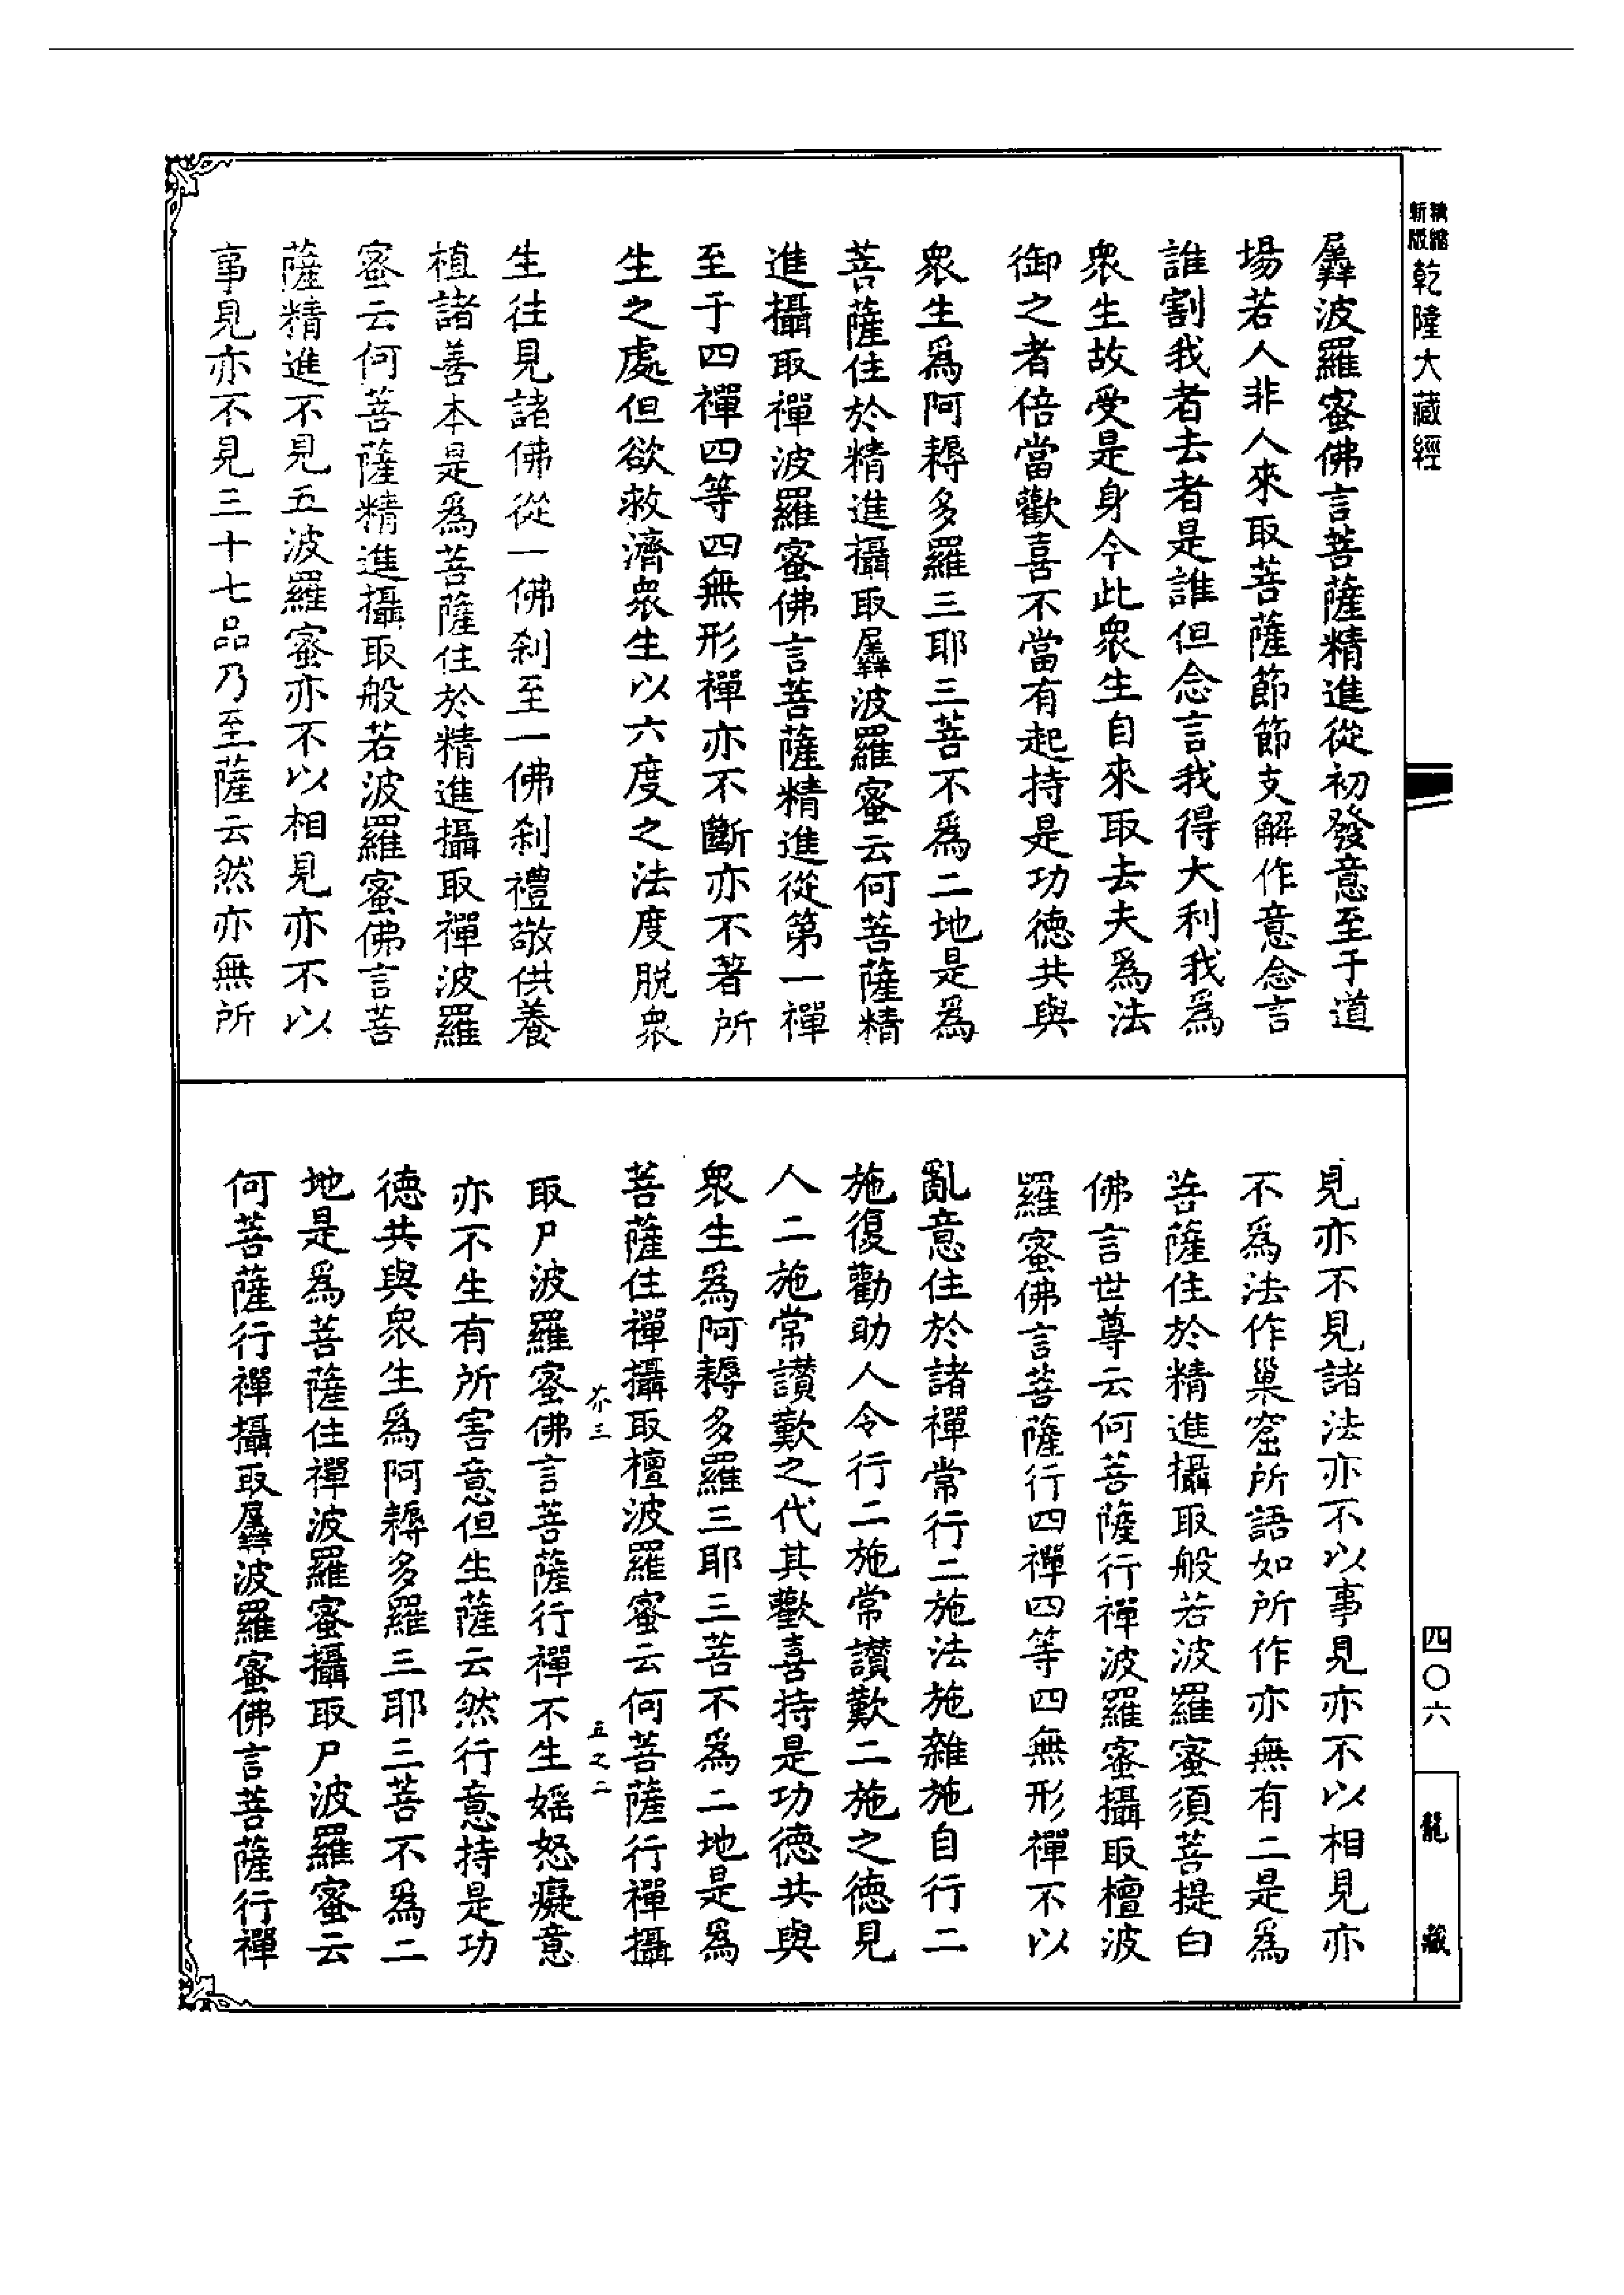 新版 精縮 乾隆大藏經
羼波羅蜜佛言菩薩精進從初發意至于道
場若人非人來取菩薩節節支解作意念言
誰割我者去者是誰但念言我得大利我爲
衆生故受是身今此衆生自來取去夫爲法
御之者倍當歡喜不當有起持是功德共與
衆生爲阿耨多羅三耶三菩不爲二地是爲
菩薩住於精進攝取羼波羅蜜云何菩薩精
進攝取禪波羅蜜佛言菩薩精進從第一禪
至于四禪四等四無形禪亦不斷亦不著所
生之處但欲救濟衆生以六度之法度脫衆
生往見諸佛從一佛刹至一佛刹禮敬供養
植諸善本是爲菩薩住於精進攝取禪波羅
蜜云何菩薩精進攝取般若波羅蜜佛言菩
薩精進不見五波羅蜜亦不以相見亦不以
事見亦不見三十七品乃至薩云然亦無所
見亦不見諸法亦不以事見亦不以相見亦
不爲法作巢窟所語如所作亦無有二是爲
菩薩住於精進攝取般若波羅蜜須菩提白
佛言世尊云何菩薩行禪波羅蜜攝取檀波
羅蜜佛言菩薩行四禪四等四無形禪不以
亂意住於諸禪常行二施法施雜施自行二
施復勸助人令行二施常讃歎二施之德見
人二施常讃歎之代其歡喜持是功德共與
衆生爲阿耨多羅三耶三菩不爲二地是爲
菩薩住禪攝取檀波羅蜜云何菩薩行禪攝
芥三 五之二
取尸波羅蜜佛言菩薩行禪不生婬怒癡意
亦不生有所害意但生薩云然行意持是功
德共與衆生爲阿耨多羅三耶三菩不爲二
地是爲菩薩住禪波羅蜜攝取尸波羅蜜云
何菩薩行禪攝取羼波羅蜜佛言菩薩行禪
四〇六
龍藏